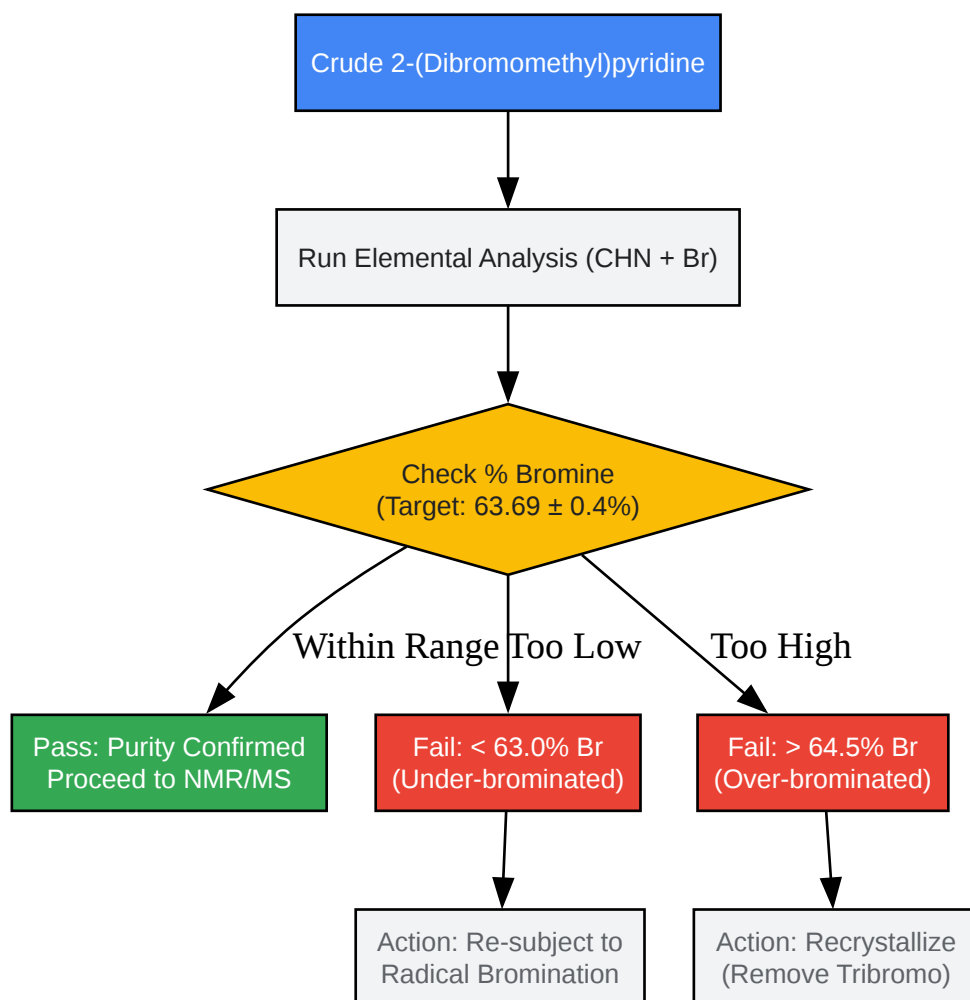 Crude 2-(Dibromomethyl)pyridine
Run Elemental Analysis (CHN + Br)
Check % Bromine
(Target: 63.69 ± 0.4%)
Within Range
Too Low
Too High
Pass: Purity Confirmed
Proceed to NMR/MS
Fail: < 63.0% Br
(Under-brominated)
Fail: > 64.5% Br
(Over-brominated)
Action: Re-subject to
Radical Bromination
Action: Recrystallize
(Remove Tribromo)